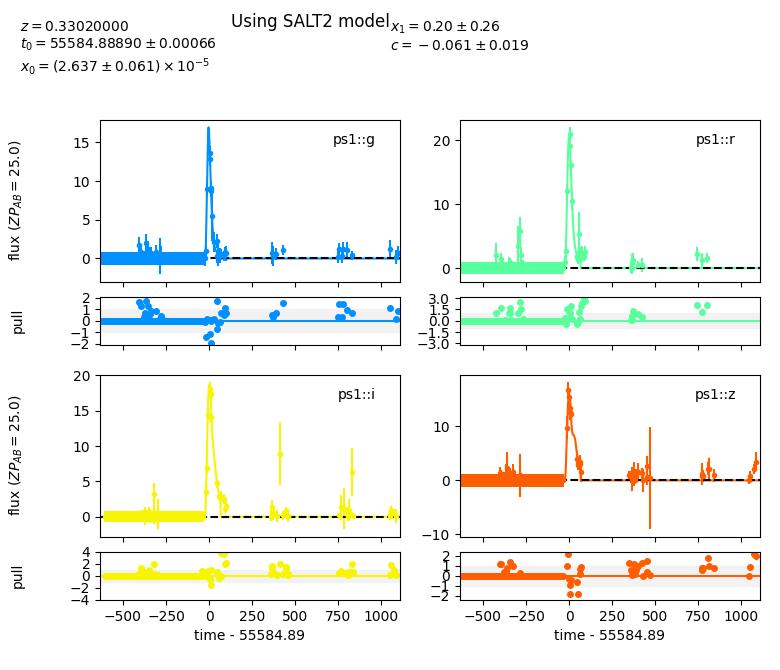 Using SALT2 model
z = 0.33020000
t0 = 55584.88890 ± 0.00066
x0 = (2.637 ± 0.061) × 10^-5
x1 = 0.20 ± 0.26
c = −0.061 ± 0.019
flux (ZP_AB = 25.0)
15
10
5
0
ps1::g
20
10
0
ps1::r
pull
2
1
0
−1
−2
3.0
1.5
0.0
−1.5
−3.0
flux (ZP_AB = 25.0)
20
15
10
5
0
ps1::i
10
0
−10
ps1::z
pull
4
2
0
−2
−4
2
1
0
−1
−2
−500 −250 0 250 500 750 1000
−500 −250 0 250 500 750 1000
time - 55584.89
time - 55584.89